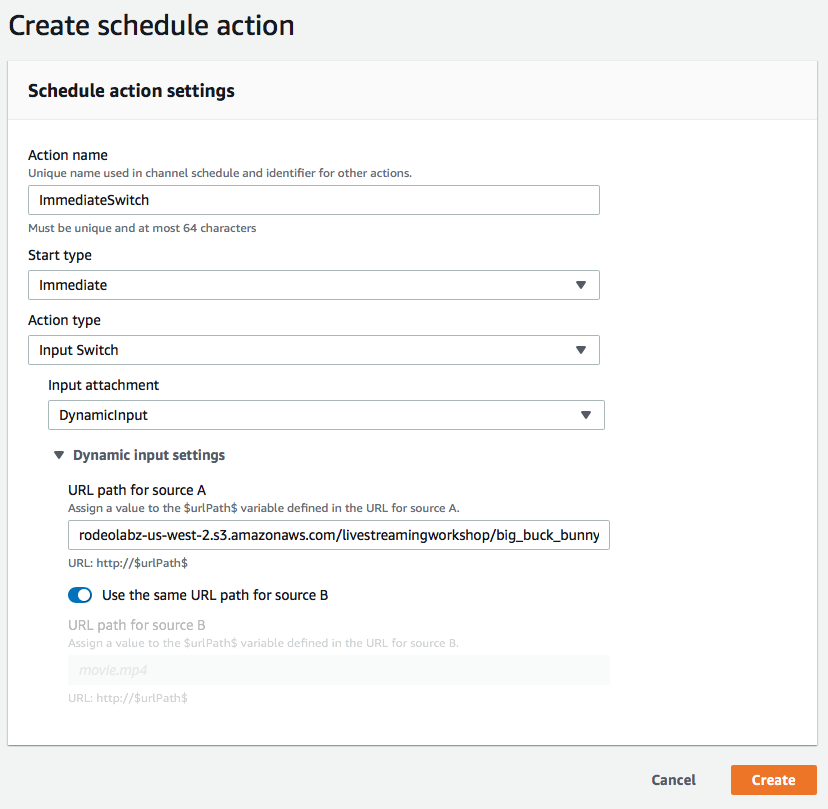 Create schedule action
Schedule action settings
Action name
Unique name used in channel schedule and identifier for other actions.
ImmediateSwitch
Must be unique and at most 64 characters
Start type
Immediate
Action type
Input Switch
Input attachment
DynamicInput
Dynamic input settings
URL path for source A
Assign a value to the $urlPath$ variable defined in the URL for source A.
rodeolabz-us-west-2.s3.amazonaws.com/livestreamingworkshop/big_buck_bunny
URL: http://$urlPath$
Use the same URL path for source B
URL path for source B
Assign a value to the $urlPath$ variable defined in the URL for source B.
movie.mp4
URL: http://$urlPath$
Cancel
Create